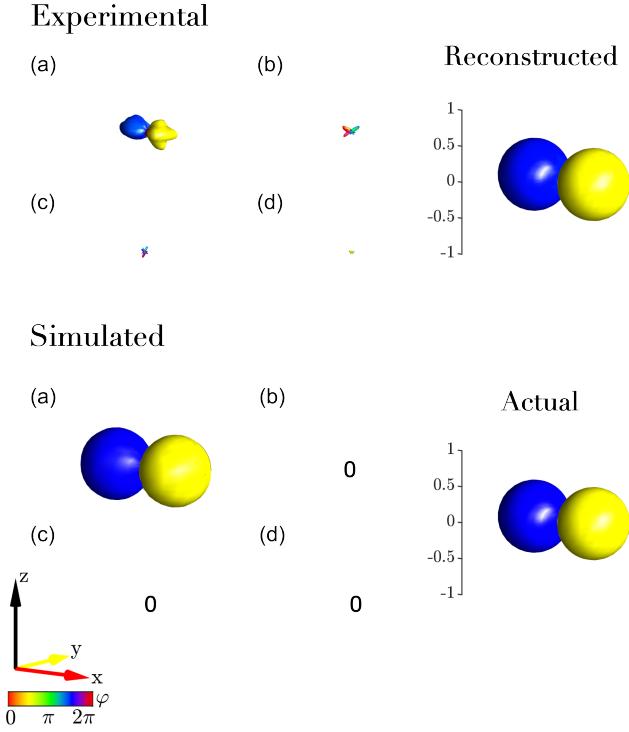 Experimental
(a)
(b)
Reconstructed
1
0.5
0
-0.5
-1
(c)
(d)
Simulated
(a)
(b)
Actual
0
1
0.5
0
-0.5
-1
(c)
(d)
0
0
z
y
x
φ
0 π 2π